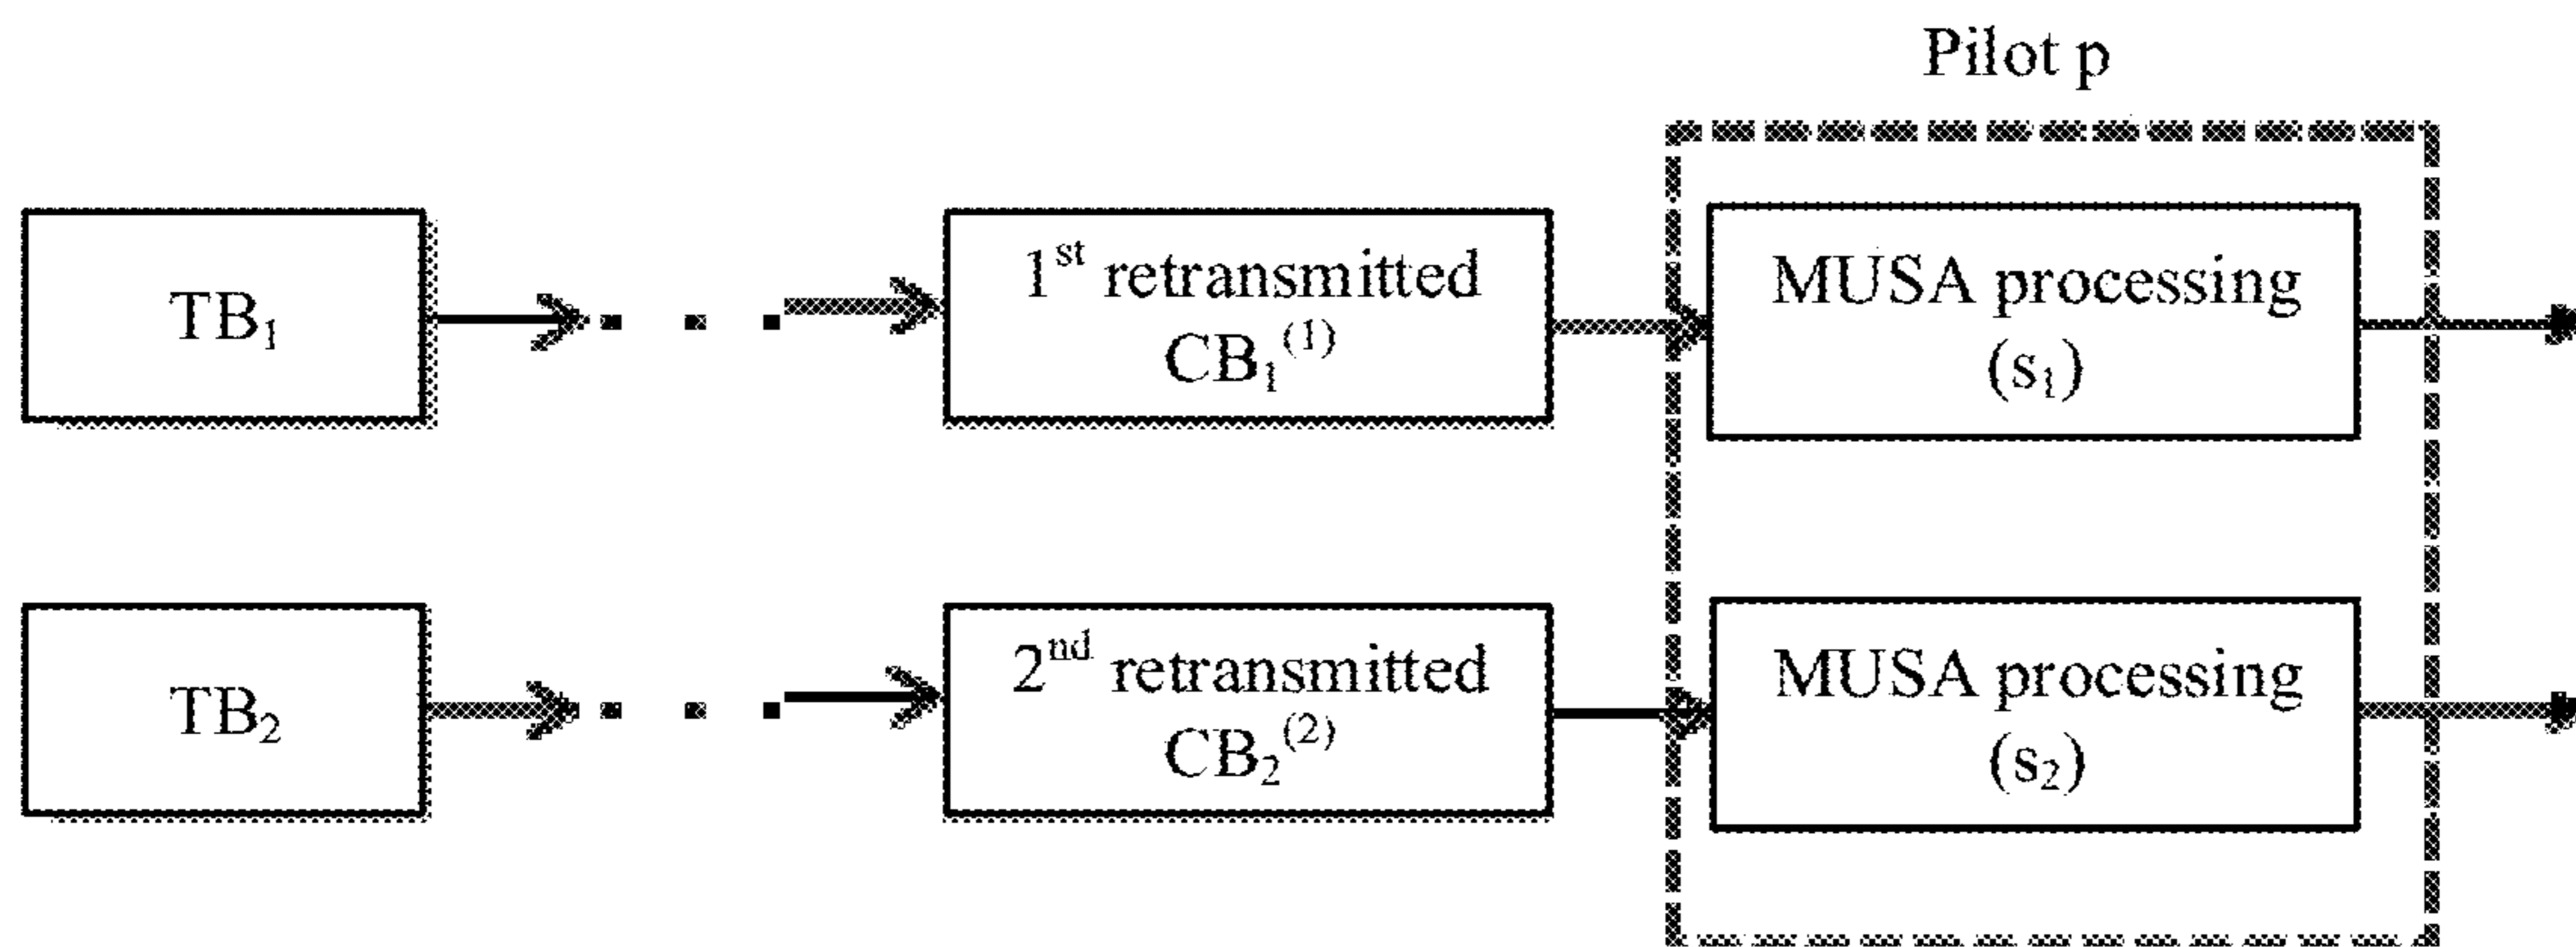 Pilot p
TB₁
1ˢᵗ retransmitted
CB₁⁽¹⁾
MUSA processing
(s₁)
TB₂
2ⁿᵈ retransmitted
CB₂⁽²⁾
MUSA processing
(s₂)